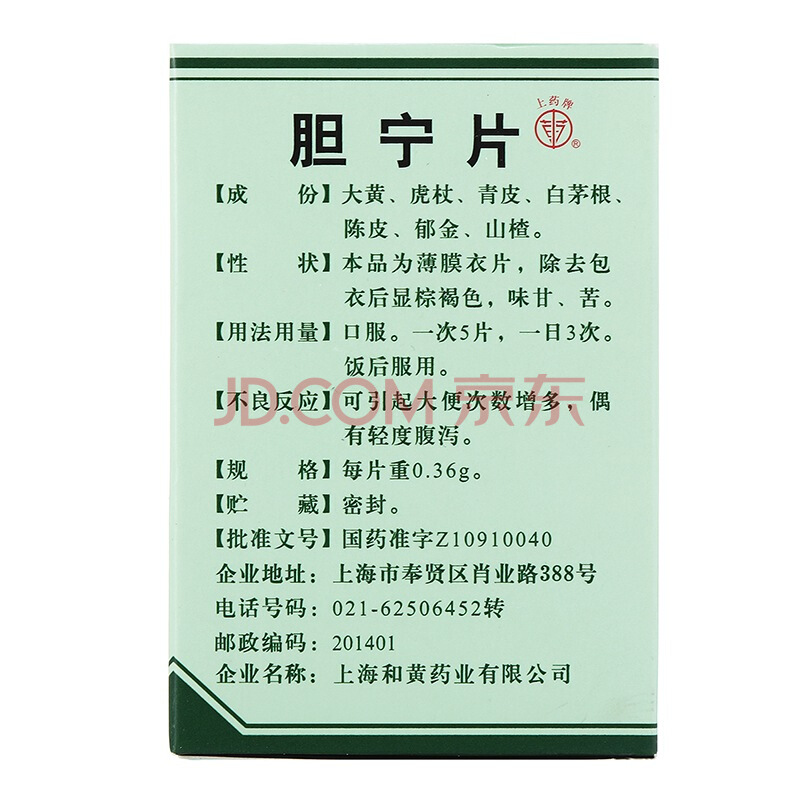 上药牌
胆宁片
®
【成　　份】大黄、虎杖、青皮、白茅根、
陈皮、郁金、山楂。
【性　　状】本品为薄膜衣片，除去包
衣后显棕褐色，味甘、苦。
【用法用量】口服。一次5片，一日3次。
饭后服用。
JD.COM 京东
【不良反应】可引起大便次数增多，偶
有轻度腹泻。
【规　　格】每片重0.36g。
【贮　　藏】密封。
【批准文号】国药准字Z10910040
企业地址：上海市奉贤区肖业路388号
电话号码：021-62506452转
邮政编码：201401
企业名称：上海和黄药业有限公司